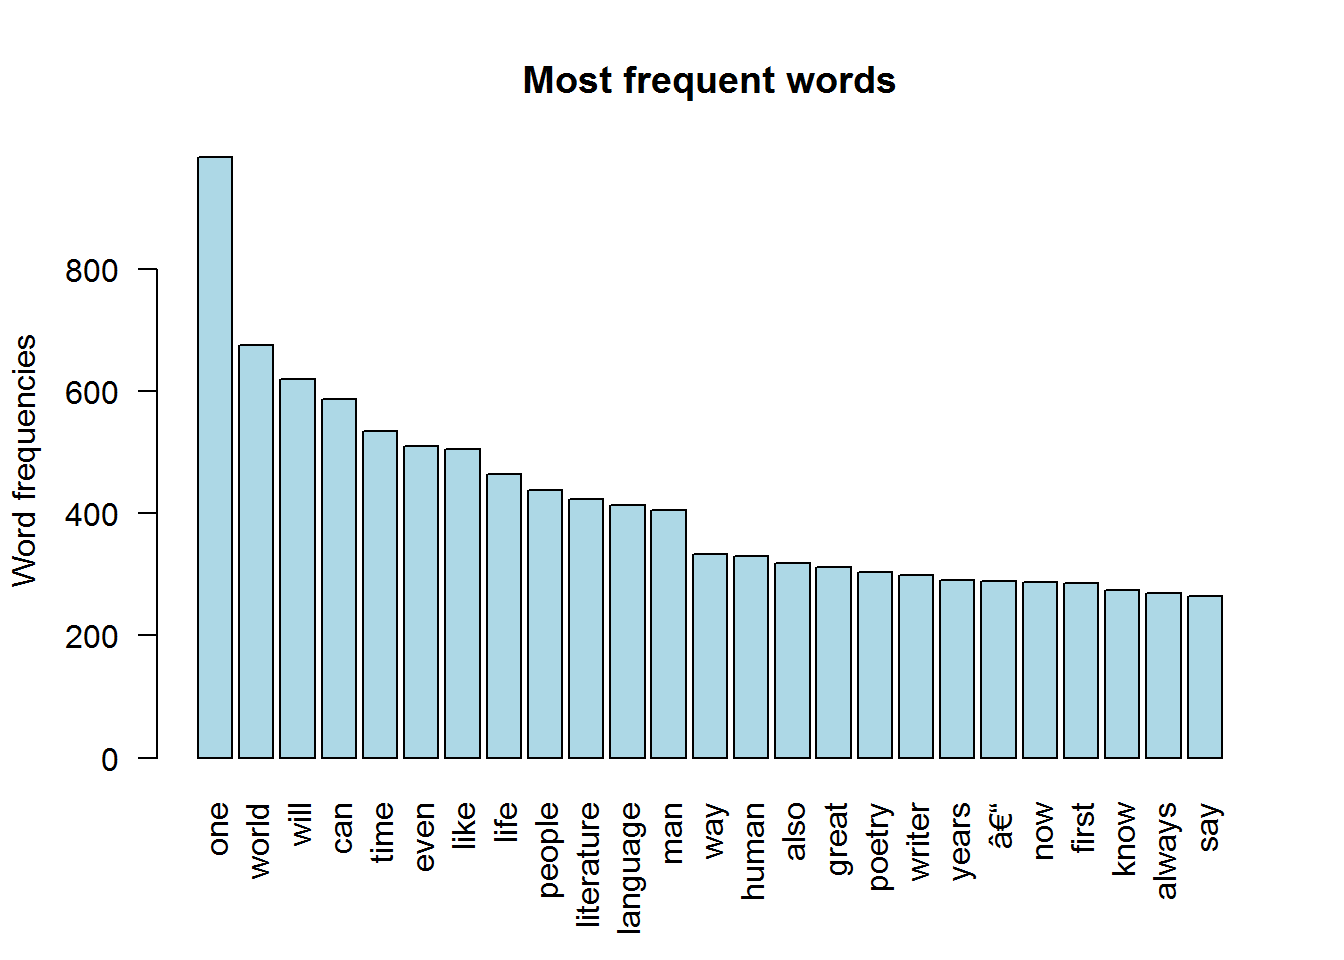 Most frequent words
Word frequencies
800
600
400
200
0
one
world
will
can
time
even
like
life
people
literature
language
man
way
human
also
great
poetry
writer
years
â€“
now
first
know
always
say